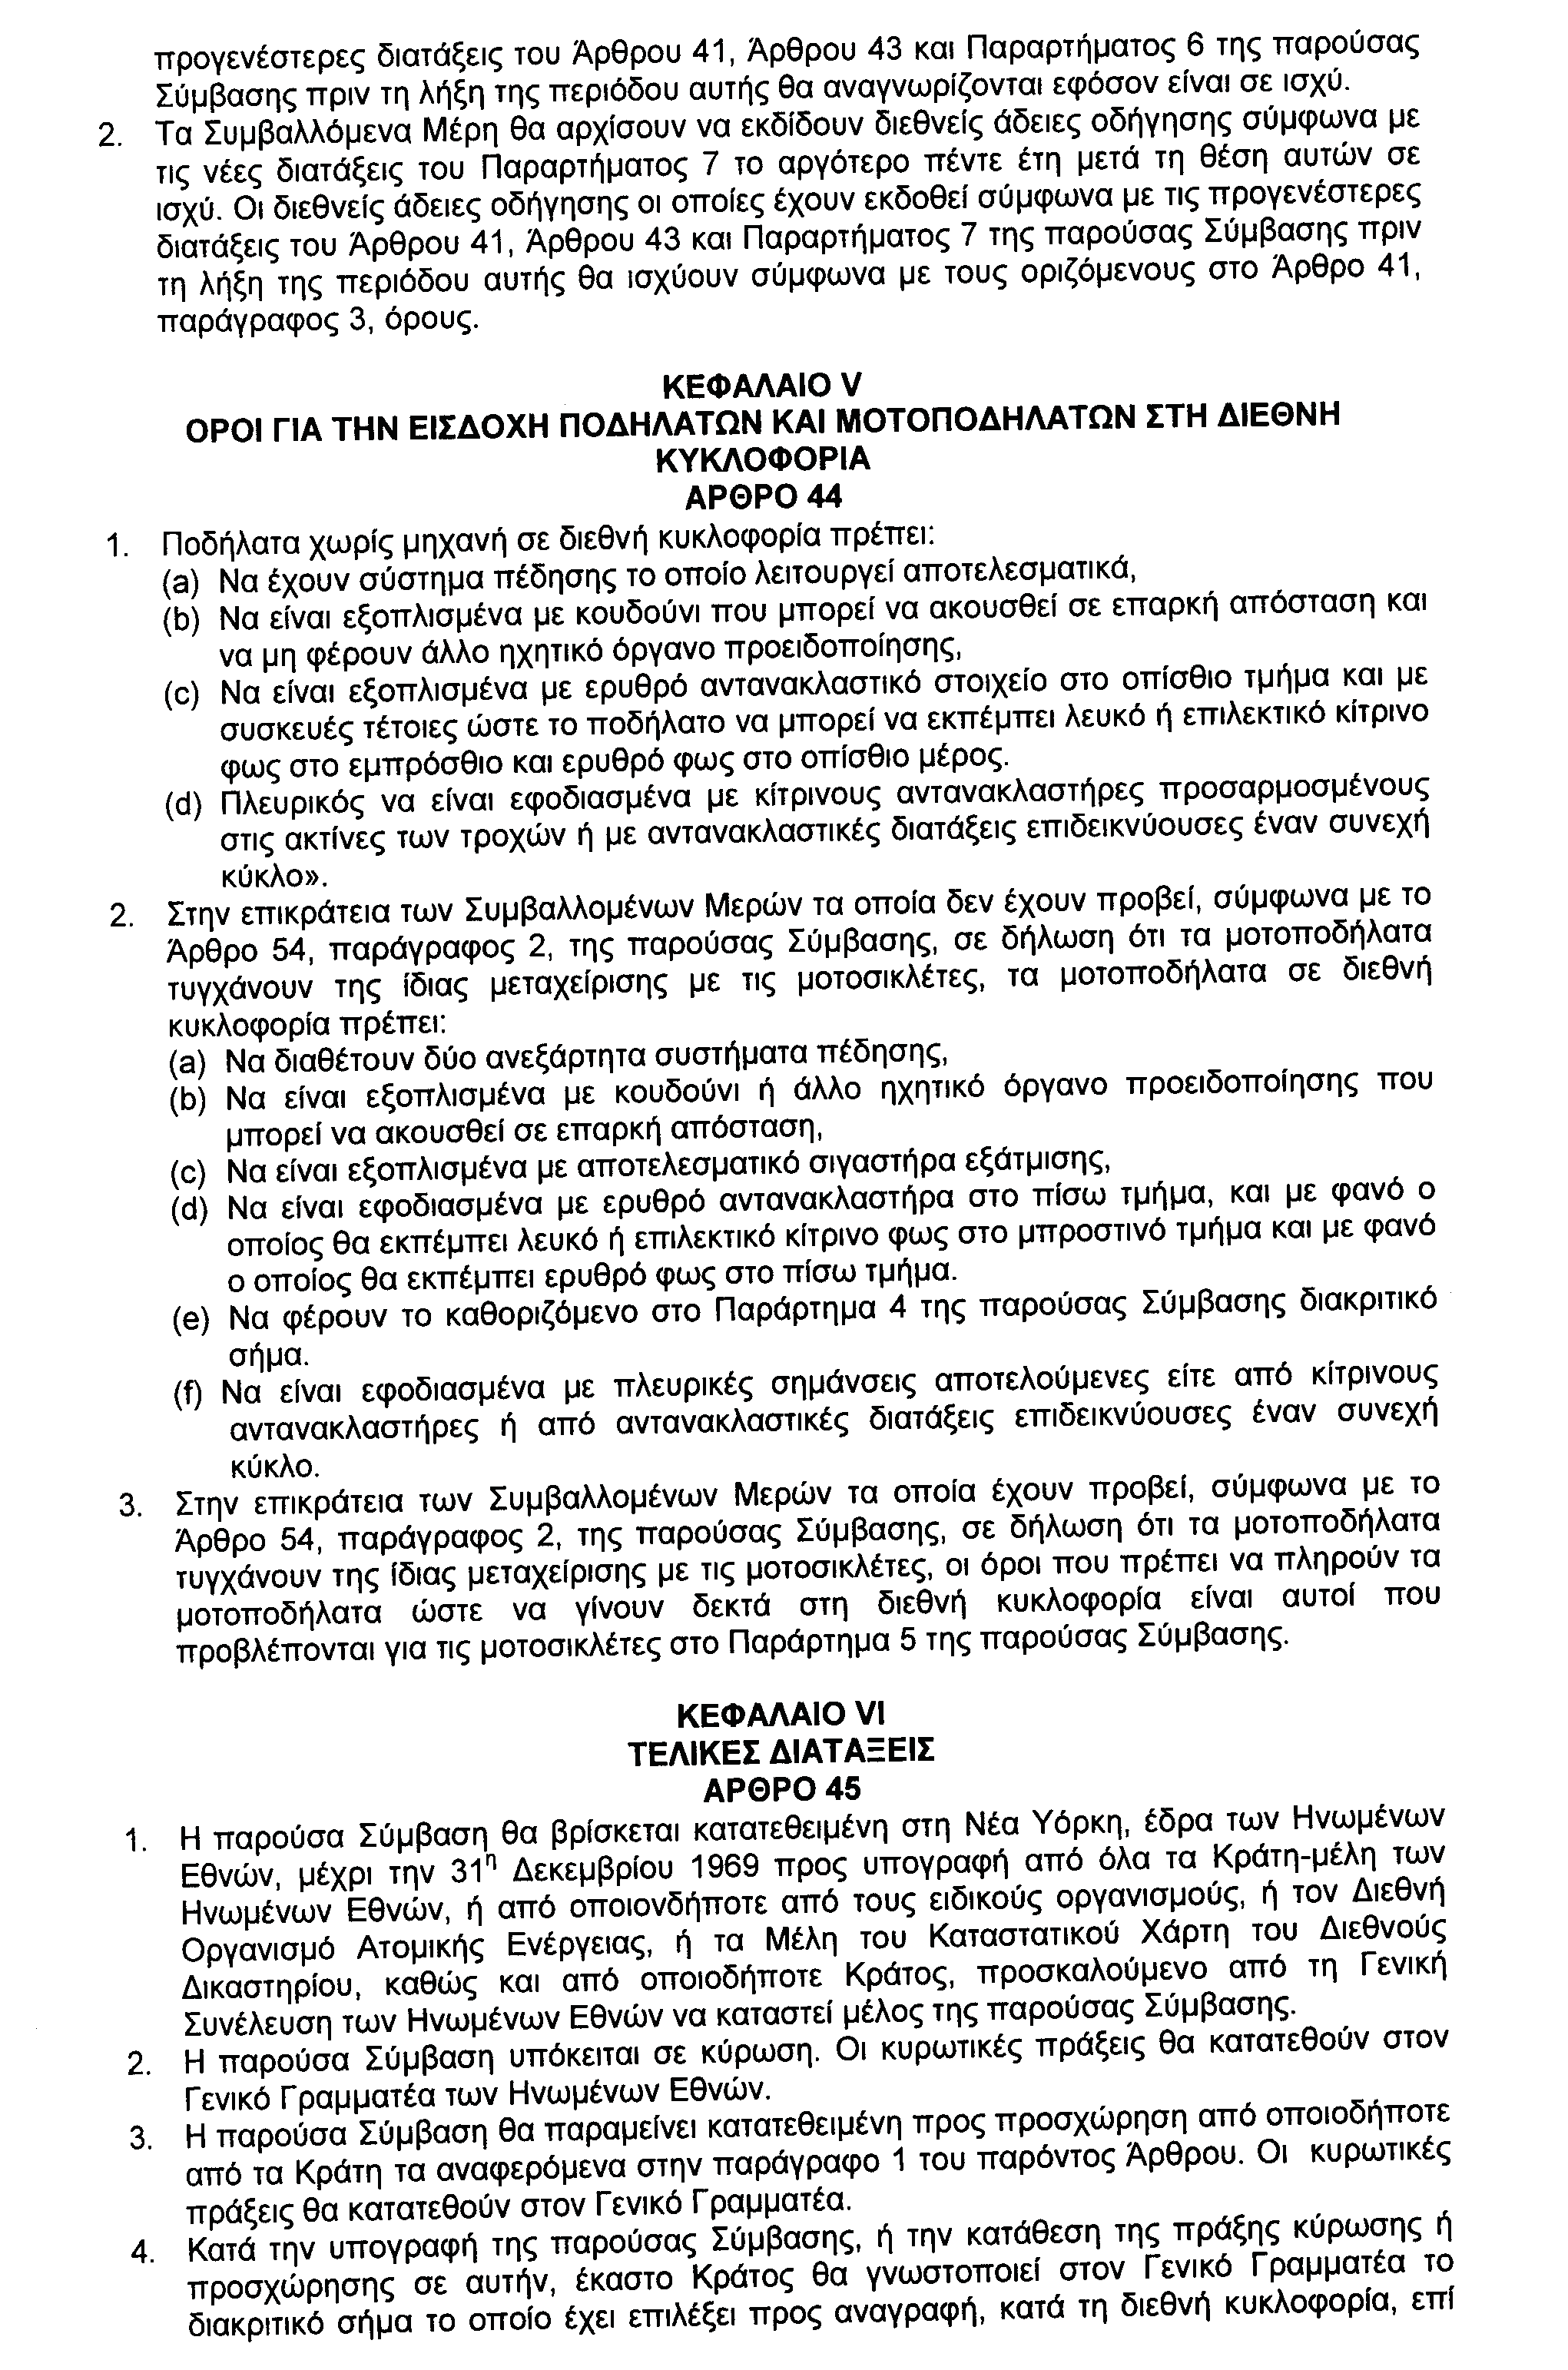 προγενέστερες διατάξεις του Άρθρου 41, Άρθρου 43 και Παραρτήματος 6 της παρούσας
Σύμβασης πριν τη λήξη της περιόδου αυτής θα αναγνωρίζονται εφόσον είναι σε ισχύ.
2. Τα Συμβαλλόμενα Μέρη θα αρχίσουν να εκδίδουν διεθνείς άδειες οδήγησης σύμφωνα με
τις νέες διατάξεις του Παραρτήματος 7 το αργότερο πέντε έτη μετά τη θέση αυτών σε
ισχύ. Οι διεθνείς άδειες οδήγησης οι οποίες έχουν εκδοθεί σύμφωνα με τις προγενέστερες
διατάξεις του Άρθρου 41, Άρθρου 43 και Παραρτήματος 7 της παρούσας Σύμβασης πριν
τη λήξη της περιόδου αυτής θα ισχύουν σύμφωνα με τους οριζόμενους στο Άρθρο 41,
παράγραφος 3, όρους.
ΚΕΦΑΛΑΙΟ V
ΟΡΟΙ ΓΙΑ ΤΗΝ ΕΙΣΔΟΧΗ ΠΟΔΗΛΑΤΩΝ ΚΑΙ ΜΟΤΟΠΟΔΗΛΑΤΩΝ ΣΤΗ ΔΙΕΘΝΗ
ΚΥΚΛΟΦΟΡΙΑ
ΑΡΘΡΟ 44
1. Ποδήλατα χωρίς μηχανή σε διεθνή κυκλοφορία πρέπει:
(a) Να έχουν σύστημα πέδησης το οποίο λειτουργεί αποτελεσματικά,
(b) Να είναι εξοπλισμένα με κουδούνι που μπορεί να ακουσθεί σε επαρκή απόσταση και
να μη φέρουν άλλο ηχητικό όργανο προειδοποίησης,
(c) Να είναι εξοπλισμένα με ερυθρό αντανακλαστικό στοιχείο στο οπίσθιο τμήμα και με
συσκευές τέτοιες ώστε το ποδήλατο να μπορεί να εκπέμπει λευκό ή επιλεκτικό κίτρινο
φως στο εμπρόσθιο και ερυθρό φως στο οπίσθιο μέρος.
(d) Πλευρικός να είναι εφοδιασμένα με κίτρινους αντανακλαστήρες προσαρμοσμένους
στις ακτίνες των τροχών ή με αντανακλαστικές διατάξεις επιδεικνύουσες έναν συνεχή
κύκλο».
2. Στην επικράτεια των Συμβαλλομένων Μερών τα οποία δεν έχουν προβεί, σύμφωνα με το
Άρθρο 54, παράγραφος 2, της παρούσας Σύμβασης, σε δήλωση ότι τα μοτοποδήλατα
τυγχάνουν της ίδιας μεταχείρισης με τις μοτοσικλέτες, τα μοτοποδήλατα σε διεθνή
κυκλοφορία πρέπει:
(a) Να διαθέτουν δύο ανεξάρτητα συστήματα πέδησης,
(b) Να είναι εξοπλισμένα με κουδούνι ή άλλο ηχητικό όργανο προειδοποίησης που
μπορεί να ακουσθεί σε επαρκή απόσταση,
(c) Να είναι εξοπλισμένα με αποτελεσματικό σιγαστήρα εξάτμισης,
(d) Να είναι εφοδιασμένα με ερυθρό αντανακλαστήρα στο πίσω τμήμα, και με φανό ο
οποίος θα εκπέμπει λευκό ή επιλεκτικό κίτρινο φως στο μπροστινό τμήμα και με φανό
ο οποίος θα εκπέμπει ερυθρό φως στο πίσω τμήμα.
(e) Να φέρουν το καθοριζόμενο στο Παράρτημα 4 της παρούσας Σύμβασης διακριτικό
σήμα.
(f) Να είναι εφοδιασμένα με πλευρικές σημάνσεις αποτελούμενες είτε από κίτρινους
αντανακλαστήρες ή από αντανακλαστικές διατάξεις επιδεικνύουσες έναν συνεχή
κύκλο.
3. Στην επικράτεια των Συμβαλλομένων Μερών τα οποία έχουν προβεί, σύμφωνα με το
Άρθρο 54, παράγραφος 2, της παρούσας Σύμβασης, σε δήλωση ότι τα μοτοποδήλατα
τυγχάνουν της ίδιας μεταχείρισης με τις μοτοσικλέτες, οι όροι που πρέπει να πληρούν τα
μοτοποδήλατα ώστε να γίνουν δεκτά στη διεθνή κυκλοφορία είναι αυτοί που
προβλέπονται για τις μοτοσικλέτες στο Παράρτημα 5 της παρούσας Σύμβασης.
ΚΕΦΑΛΑΙΟ VI
ΤΕΛΙΚΕΣ ΔΙΑΤΑΞΕΙΣ
ΑΡΘΡΟ 45
1. Η παρούσα Σύμβαση θα βρίσκεται κατατεθειμένη στη Νέα Υόρκη, έδρα των Ηνωμένων
Εθνών, μέχρι την 31η Δεκεμβρίου 1969 προς υπογραφή από όλα τα Κράτη-μέλη των
Ηνωμένων Εθνών, ή από οποιονδήποτε από τους ειδικούς οργανισμούς, ή τον Διεθνή
Οργανισμό Ατομικής Ενέργειας, ή τα Μέλη του Καταστατικού Χάρτη του Διεθνούς
Δικαστηρίου, καθώς και από οποιοδήποτε Κράτος, προσκαλούμενο από τη Γενική
Συνέλευση των Ηνωμένων Εθνών να καταστεί μέλος της παρούσας Σύμβασης.
2. Η παρούσα Σύμβαση υπόκειται σε κύρωση. Οι κυρωτικές πράξεις θα κατατεθούν στον
Γενικό Γραμματέα των Ηνωμένων Εθνών.
3. Η παρούσα Σύμβαση θα παραμείνει κατατεθειμένη προς προσχώρηση από οποιοδήποτε
από τα Κράτη τα αναφερόμενα στην παράγραφο 1 του παρόντος Άρθρου. Οι κυρωτικές
πράξεις θα κατατεθούν στον Γενικό Γραμματέα.
4. Κατά την υπογραφή της παρούσας Σύμβασης, ή την κατάθεση της πράξης κύρωσης ή
προσχώρησης σε αυτήν, έκαστο Κράτος θα γνωστοποιεί στον Γενικό Γραμματέα το
διακριτικό σήμα το οποίο έχει επιλέξει προς αναγραφή, κατά τη διεθνή κυκλοφορία, επί